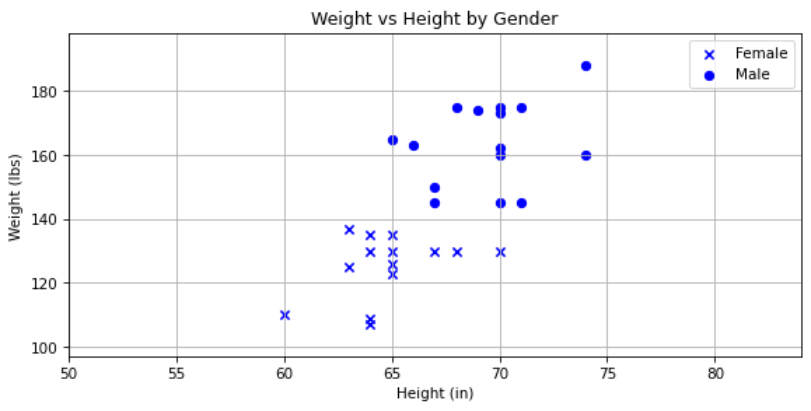 Weight vs Height by Gender
Female
Male
Weight (lbs)
180
160
140
120
100
50 55 60 65 70 75 80
Height (in)